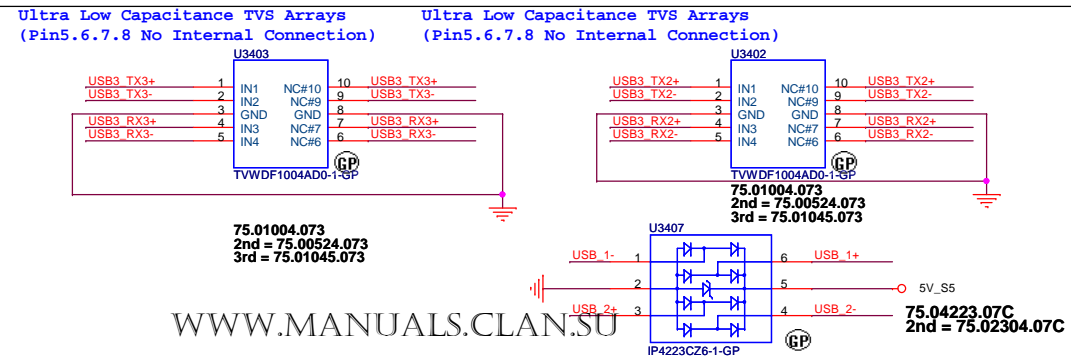 Ultra Low Capacitance TVS Arrays
(Pin5.6.7.8 No Internal Connection)
Ultra Low Capacitance TVS Arrays
(Pin5.6.7.8 No Internal Connection)
U3403
USB3_TX3+ 1 IN1 NC#10 10 USB3_TX3+
USB3_TX3- 2 IN2 NC#9 9 USB3_TX3-
3 GND GND 8
USB3_RX3+ 4 IN3 NC#7 7 USB3_RX3+
USB3_RX3- 5 IN4 NC#6 6 USB3_RX3-
GP
TVWDF1004AD0-1-GP
75.01004.073
2nd = 75.00524.073
3rd = 75.01045.073
U3402
USB3_TX2+ 1 IN1 NC#10 10 USB3_TX2+
USB3_TX2- 2 IN2 NC#9 9 USB3_TX2-
3 GND GND 8
USB3_RX2+ 4 IN3 NC#7 7 USB3_RX2+
USB3_RX2- 5 IN4 NC#6 6 USB3_RX2-
GP
TVWDF1004AD0-1-GP
75.01004.073
2nd = 75.00524.073
3rd = 75.01045.073
U3407
USB_1- 1 6 USB_1+
2 5 5V_S5
USB_2+ 3 4 USB_2-
GP
IP4223CZ6-1-GP
75.04223.07C
2nd = 75.02304.07C
WWW.MANUALS.CLAN.SU